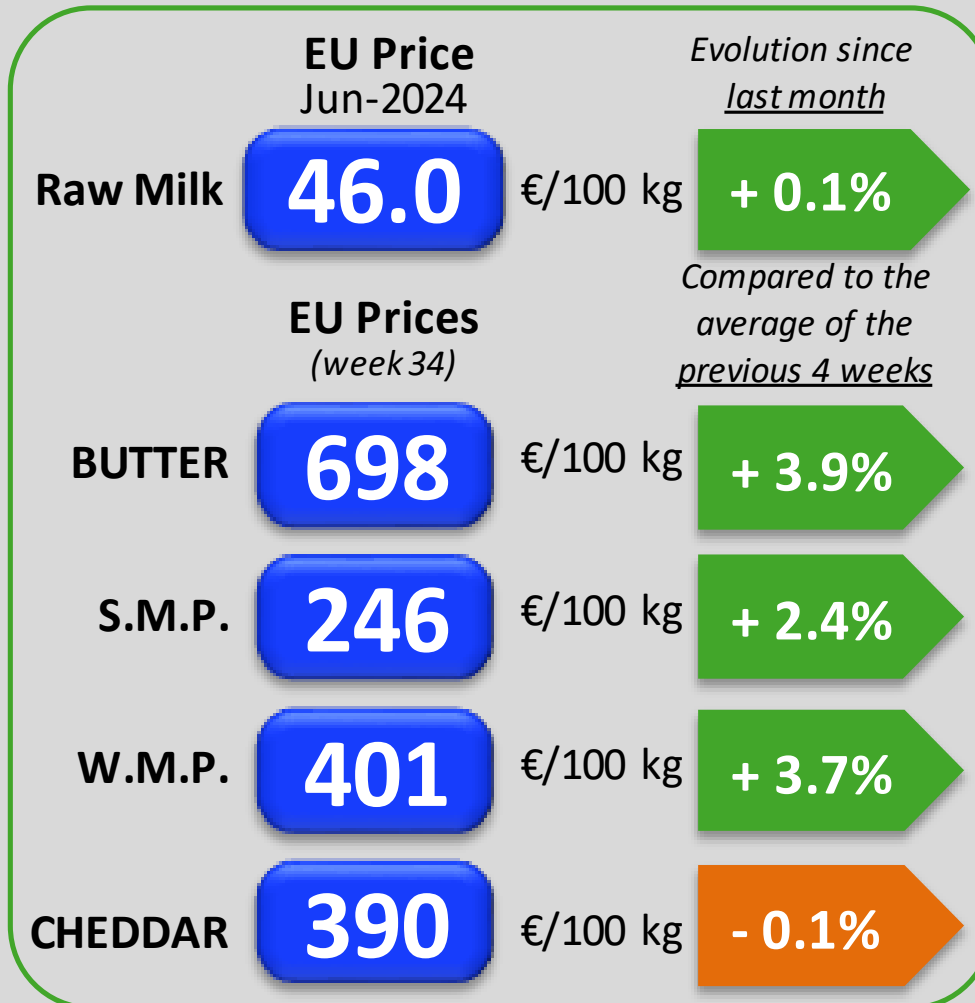 EU Price
Jun-2024
Evolution since
last month
Raw Milk 46.0 €/100 kg + 0.1%
EU Prices
(week 34)
Compared to the
average of the
previous 4 weeks
BUTTER 698 €/100 kg + 3.9%
S.M.P. 246 €/100 kg + 2.4%
W.M.P. 401 €/100 kg + 3.7%
CHEDDAR 390 €/100 kg - 0.1%